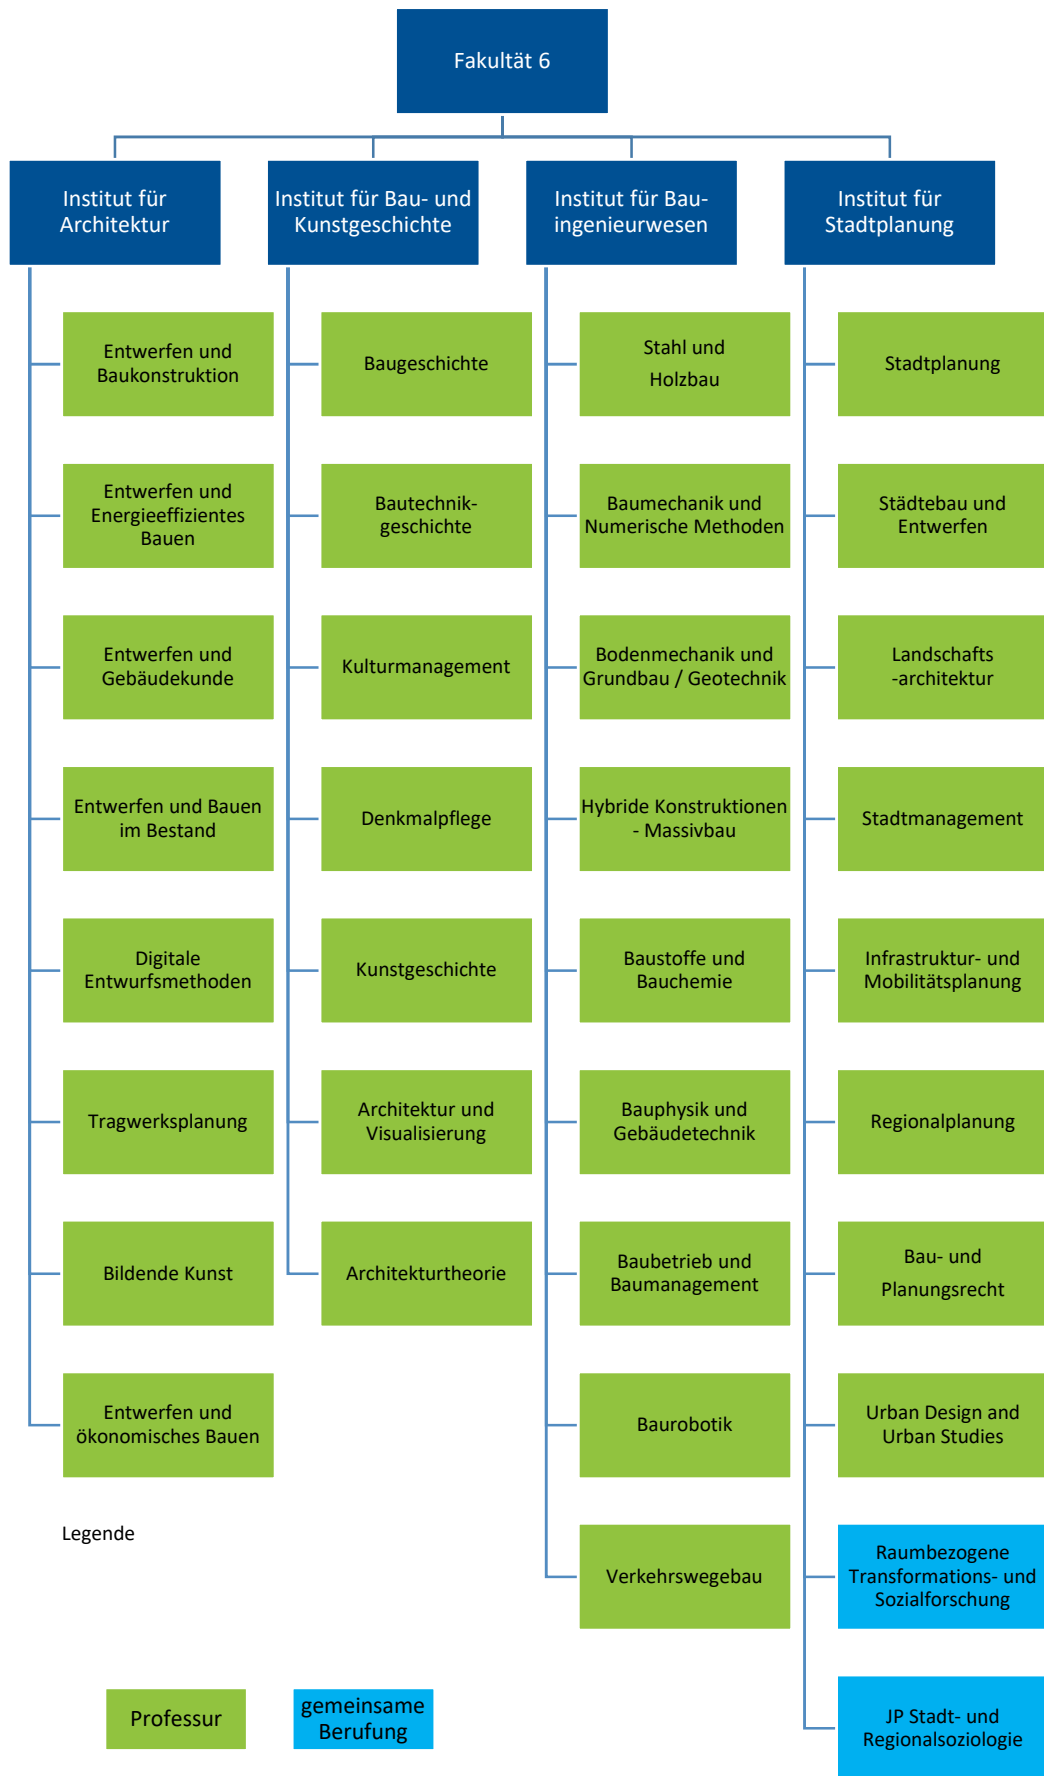 Fakultät 6
Institut für
Architektur
Institut für Bau- und
Kunstgeschichte
Institut für Bau-
ingenieurwesen
Institut für
Stadtplanung
Entwerfen und
Baukonstruktion
Entwerfen und
Energieeffizientes
Bauen
Entwerfen und
Gebäudekunde
Entwerfen und Bauen
im Bestand
Digitale
Entwurfsmethoden
Tragwerksplanung
Bildende Kunst
Entwerfen und
ökonomisches Bauen
Baugeschichte
Bautechnik-
geschichte
Kulturmanagement
Denkmalpflege
Kunstgeschichte
Architektur und
Visualisierung
Architekturtheorie
Stahl und
Holzbau
Baumechanik und
Numerische Methoden
Bodenmechanik und
Grundbau / Geotechnik
Hybride Konstruktionen
- Massivbau
Baustoffe und
Bauchemie
Bauphysik und
Gebäudetechnik
Baubetrieb und
Baumanagement
Baurobotik
Verkehrswegebau
Stadtplanung
Städtebau und
Entwerfen
Landschafts
-architektur
Stadtmanagement
Infrastruktur- und
Mobilitätsplanung
Regionalplanung
Bau- und
Planungsrecht
Urban Design and
Urban Studies
Raumbezogene
Transformations- und
Sozialforschung
JP Stadt- und
Regionalsoziologie
Legende
Professur
gemeinsame
Berufung